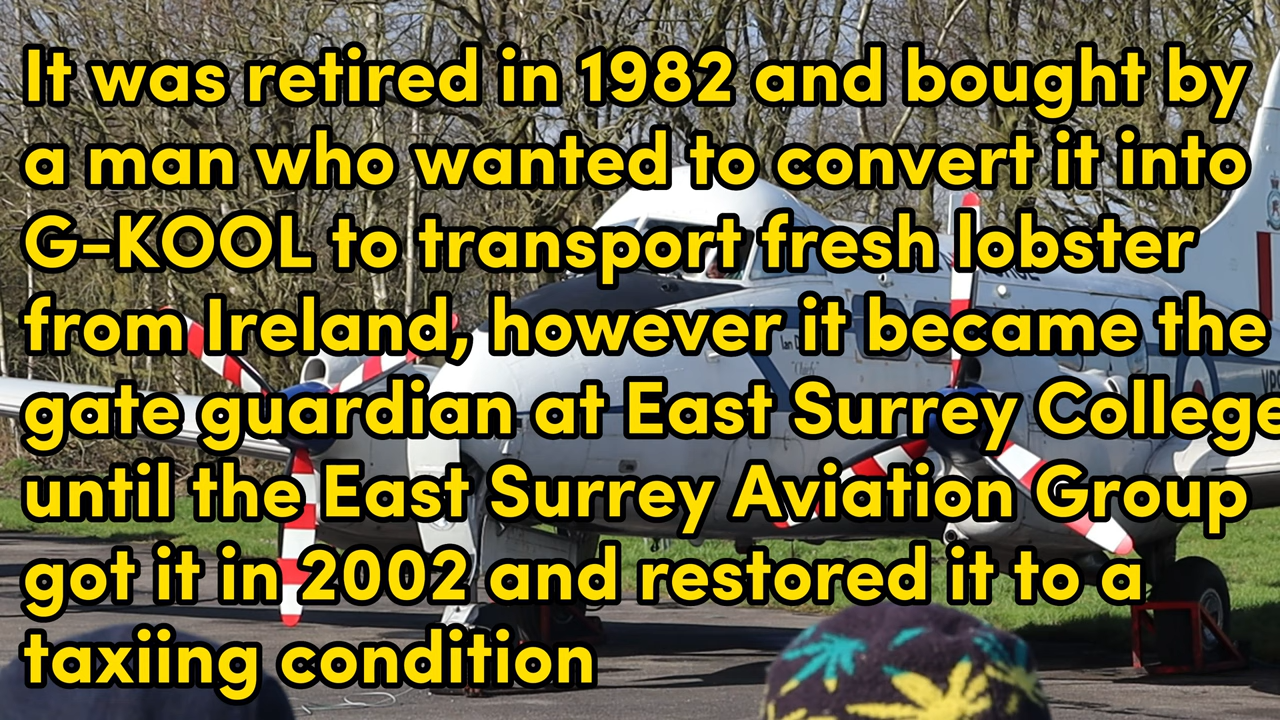 It was retired in 1982 and bought by
a man who wanted to convert it into
G-KOOL to transport fresh lobster
from Ireland, however it became the
gate guardian at East Surrey College
until the East Surrey Aviation Group
got it in 2002 and restored it to a
taxiing condition